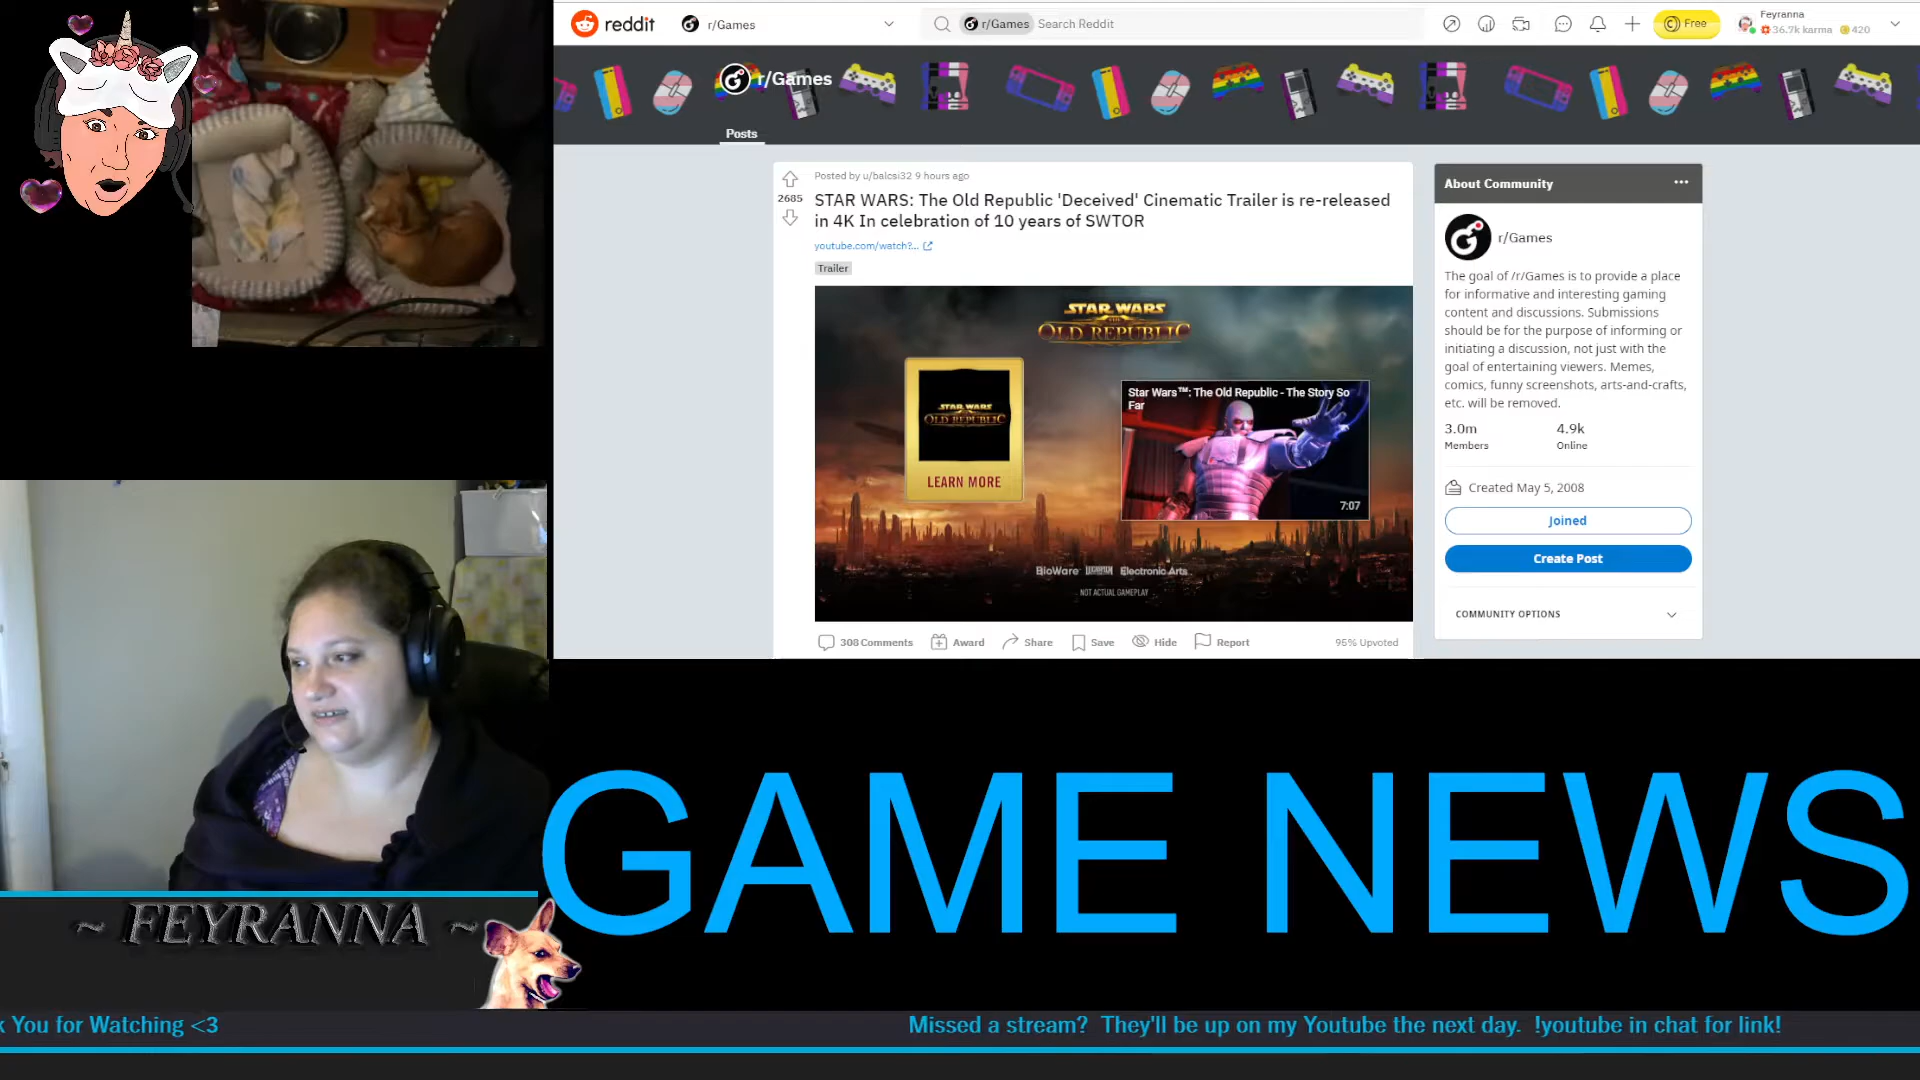 reddit
r/Games
r/Games
Search Reddit
Free
Feyranna
36.7k karma
420
r/Games
Posts
Posted by u/balcsi32 9 hours ago
2685
STAR WARS: The Old Republic 'Deceived' Cinematic Trailer is re-released
in 4K In celebration of 10 years of SWTOR
youtube.com/watch?...
Trailer
STAR WARS
THE
OLD REPUBLIC
STAR WARS
OLD REPUBLIC
LEARN MORE
Star Wars™: The Old Republic - The Story So
Far
7:07
BioWare LUCASFILM Electronic Arts
NOT ACTUAL GAMEPLAY
308 Comments
Award
Share
Save
Hide
Report
95% Upvoted
About Community
r/Games
The goal of /r/Games is to provide a place
for informative and interesting gaming
content and discussions. Submissions
should be for the purpose of informing or
initiating a discussion, not just with the
goal of entertaining viewers. Memes,
comics, funny screenshots, arts-and-crafts,
etc. will be removed.
3.0m
Members
4.9k
Online
Created May 5, 2008
Joined
Create Post
COMMUNITY OPTIONS
GAME NEWS
~ FEYRANNA ~
k You for Watching <3
Missed a stream? They'll be up on my Youtube the next day. !youtube in chat for link!